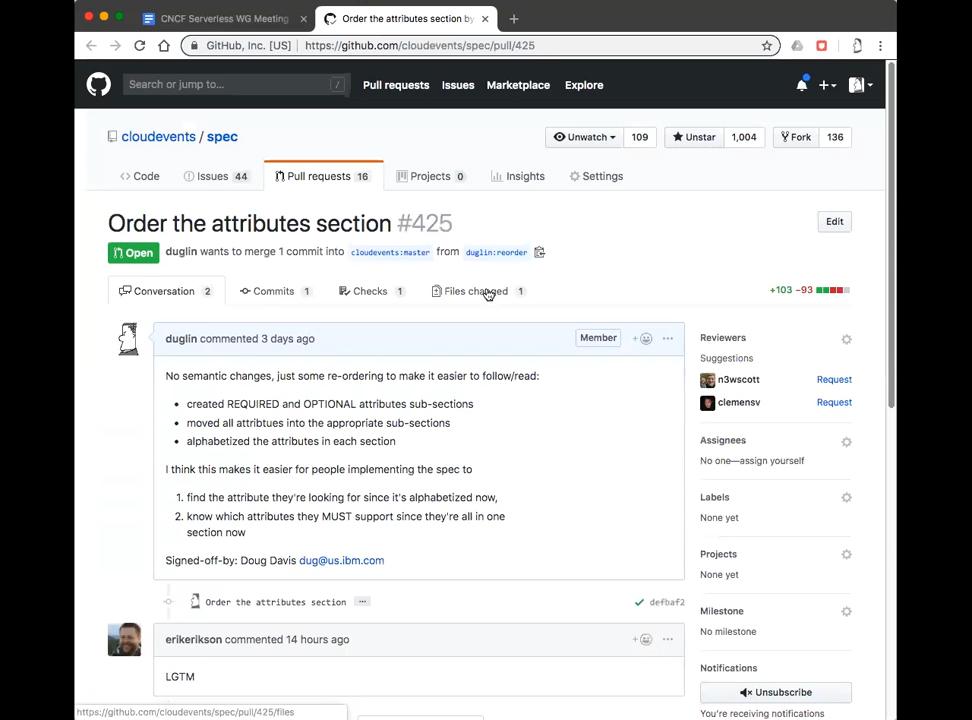 CNCF Serverless WG Meeting
Order the attributes section by
GitHub, Inc. [US] https://github.com/cloudevents/spec/pull/425
Search or jump to...
/
Pull requests Issues Marketplace Explore
cloudevents / spec
Unwatch 109 Unstar 1,004 Fork 136
Code Issues 44 Pull requests 16 Projects 0 Insights Settings
Order the attributes section #425
Edit
Open duglin wants to merge 1 commit into cloudevents:master from duglin:reorder
Conversation 2 Commits 1 Checks 1 Files changed 1 +103 −93
duglin commented 3 days ago
Member
No semantic changes, just some re-ordering to make it easier to follow/read:
• created REQUIRED and OPTIONAL attributes sub-sections
• moved all attribtues into the appropriate sub-sections
• alphabetized the attributes in each section
I think this makes it easier for people implementing the spec to
1. find the attribute they're looking for since it's alphabetized now,
2. know which attributes they MUST support since they're all in one
section now
Signed-off-by: Doug Davis dug@us.ibm.com
Order the attributes section ...
defbaf2
erikerikson commented 14 hours ago
LGTM
Reviewers
Suggestions
n3wscott Request
clemensv Request
Assignees
No one—assign yourself
Labels
None yet
Projects
None yet
Milestone
No milestone
Notifications
Unsubscribe
You're receiving notifications
https://github.com/cloudevents/spec/pull/425/files